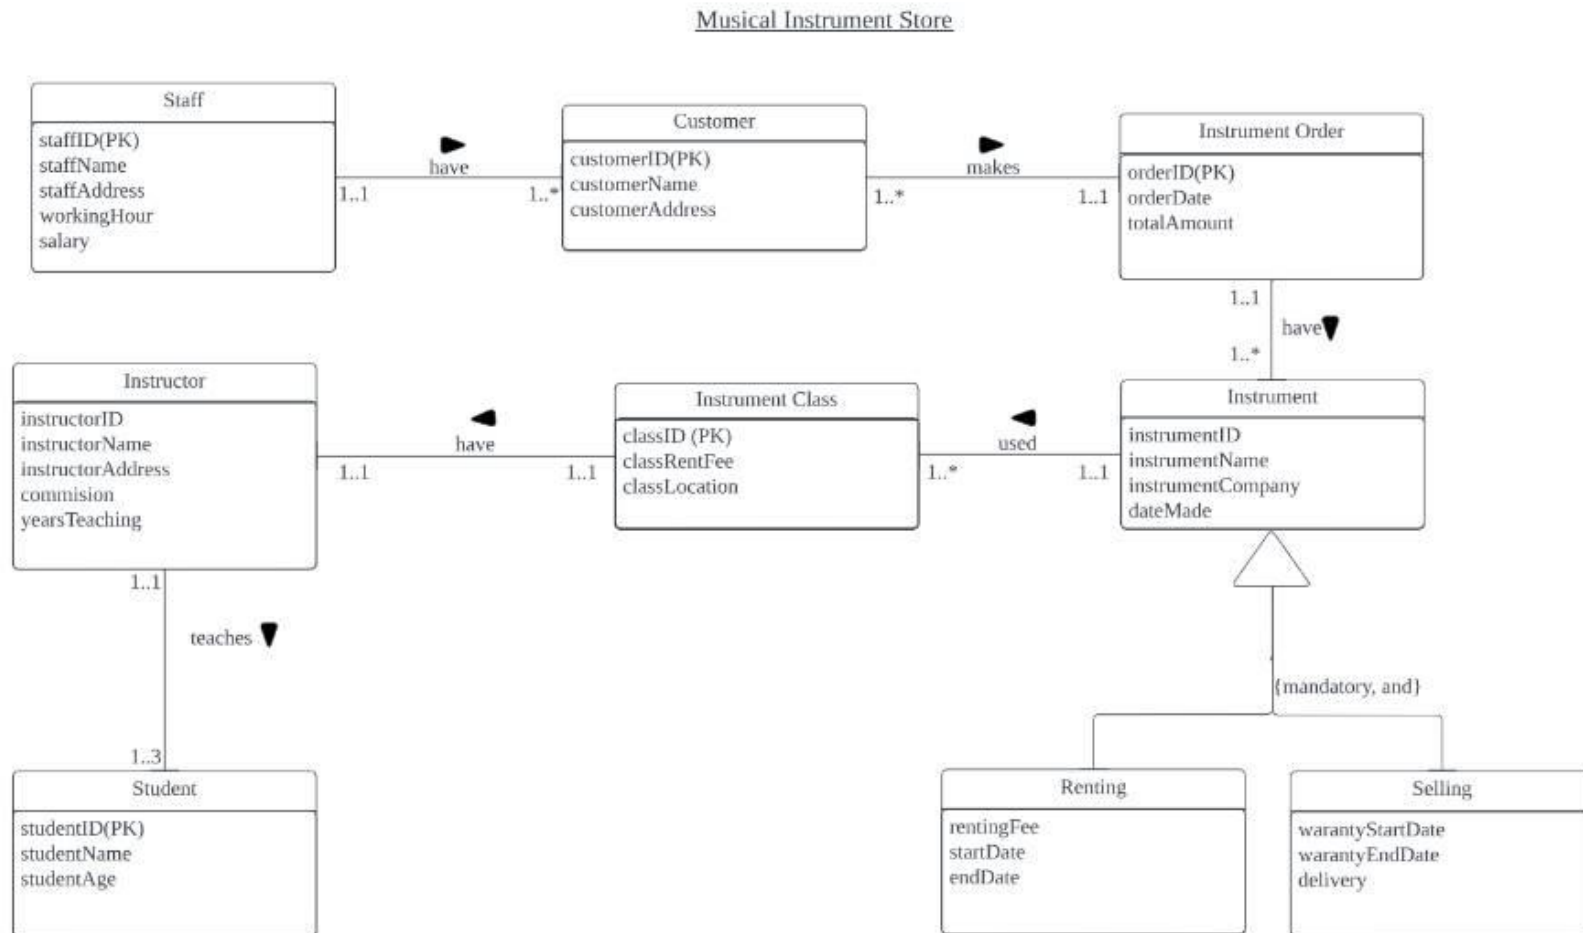 Musical Instrument Store
Staff
staffID(PK)
staffName
staffAddress
workingHour
salary
have
1..1
1..*
Customer
customerID(PK)
customerName
customerAddress
makes
1..*
1..1
Instrument Order
orderID(PK)
orderDate
totalAmount
1..1
have
1..*
Instructor
instructorID
instructorName
instructorAddress
commision
yearsTeaching
have
1..1
1..1
Instrument Class
classID (PK)
classRentFee
classLocation
used
1..*
1..1
Instrument
instrumentID
instrumentName
instrumentCompany
dateMade
1..1
teaches
1..3
{mandatory, and}
Student
studentID(PK)
studentName
studentAge
Renting
rentingFee
startDate
endDate
Selling
warantyStartDate
warantyEndDate
delivery